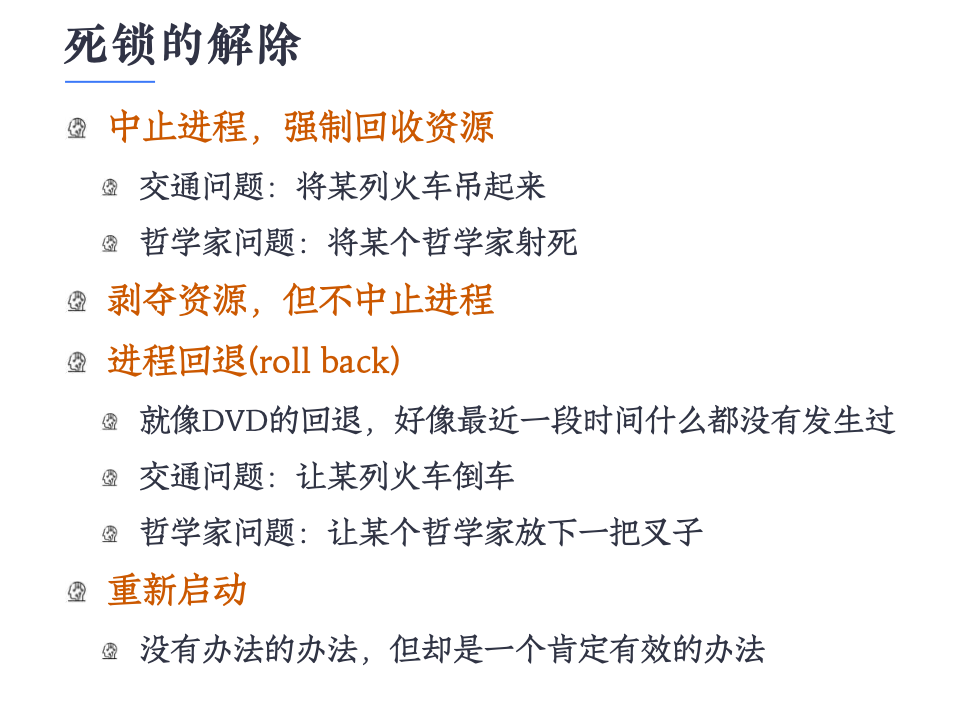 死锁的解除
中止进程，强制回收资源
交通问题：将某列火车吊起来
哲学家问题：将某个哲学家射死
剥夺资源，但不中止进程
进程回退(roll back)
就像DVD的回退，好像最近一段时间什么都没有发生过
交通问题：让某列火车倒车
哲学家问题：让某个哲学家放下一把叉子
重新启动
没有办法的办法，但却是一个肯定有效的办法